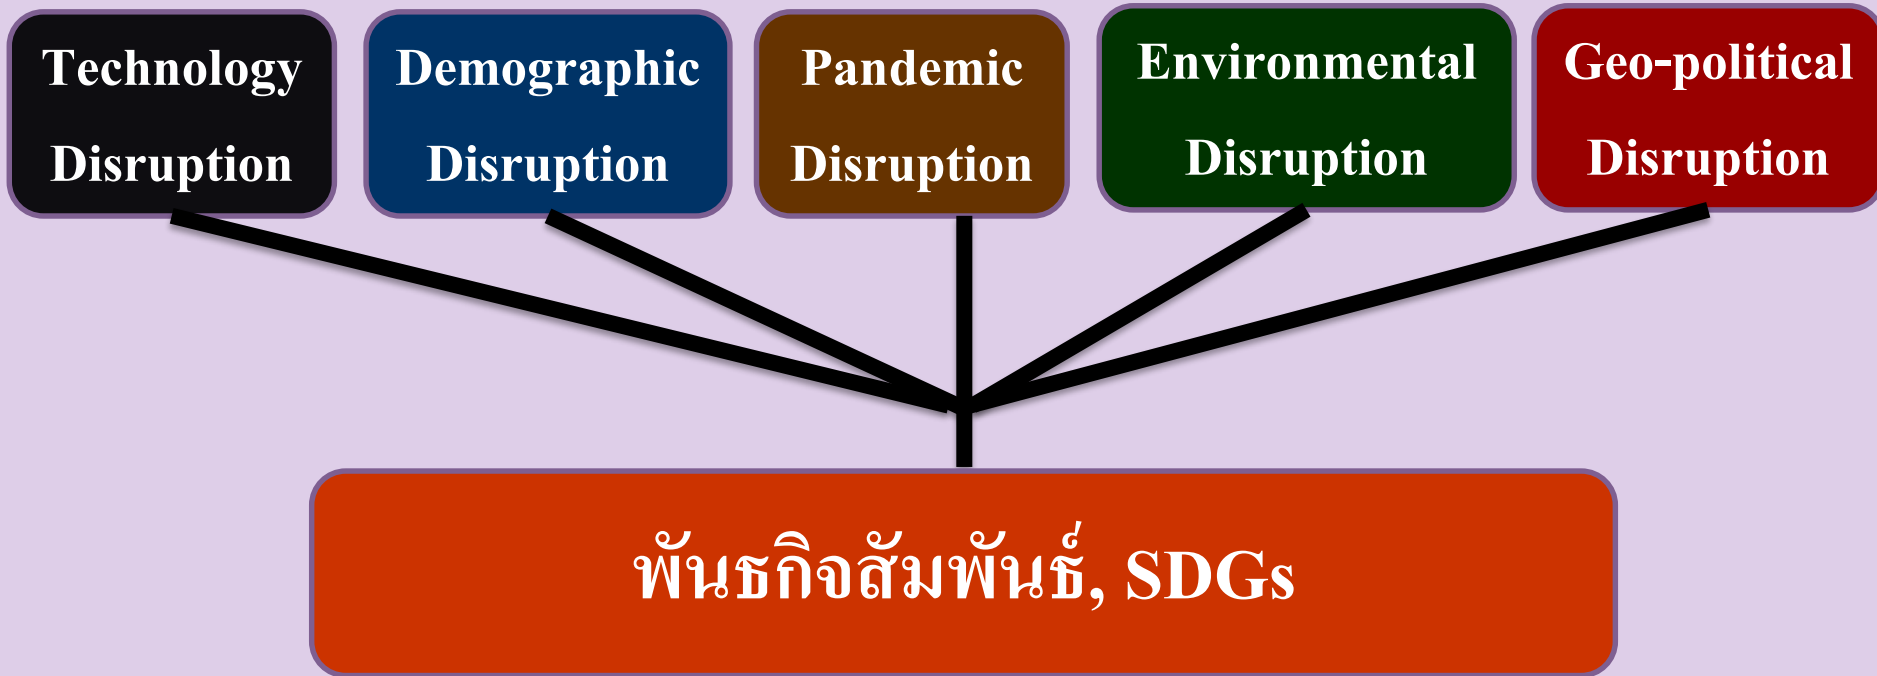 Technology
Disruption
Demographic
Disruption
Pandemic
Disruption
Environmental
Disruption
Geo-political
Disruption
พันธกิจสัมพันธ์, SDGs